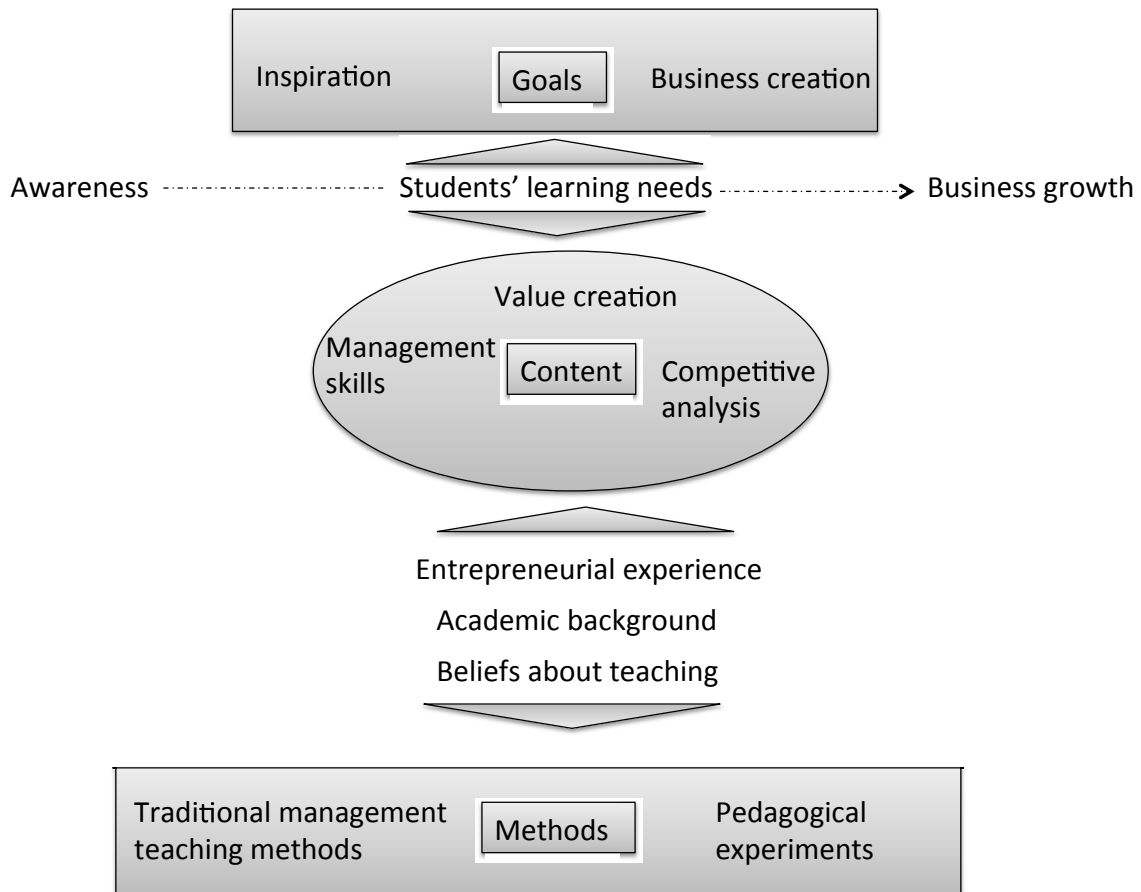 Inspiration
Goals
Business creation
Awareness
Students’ learning needs
Business growth
Value creation
Management
skills
Content
Competitive
analysis
Entrepreneurial experience
Academic background
Beliefs about teaching
Traditional management
teaching methods
Methods
Pedagogical
experiments